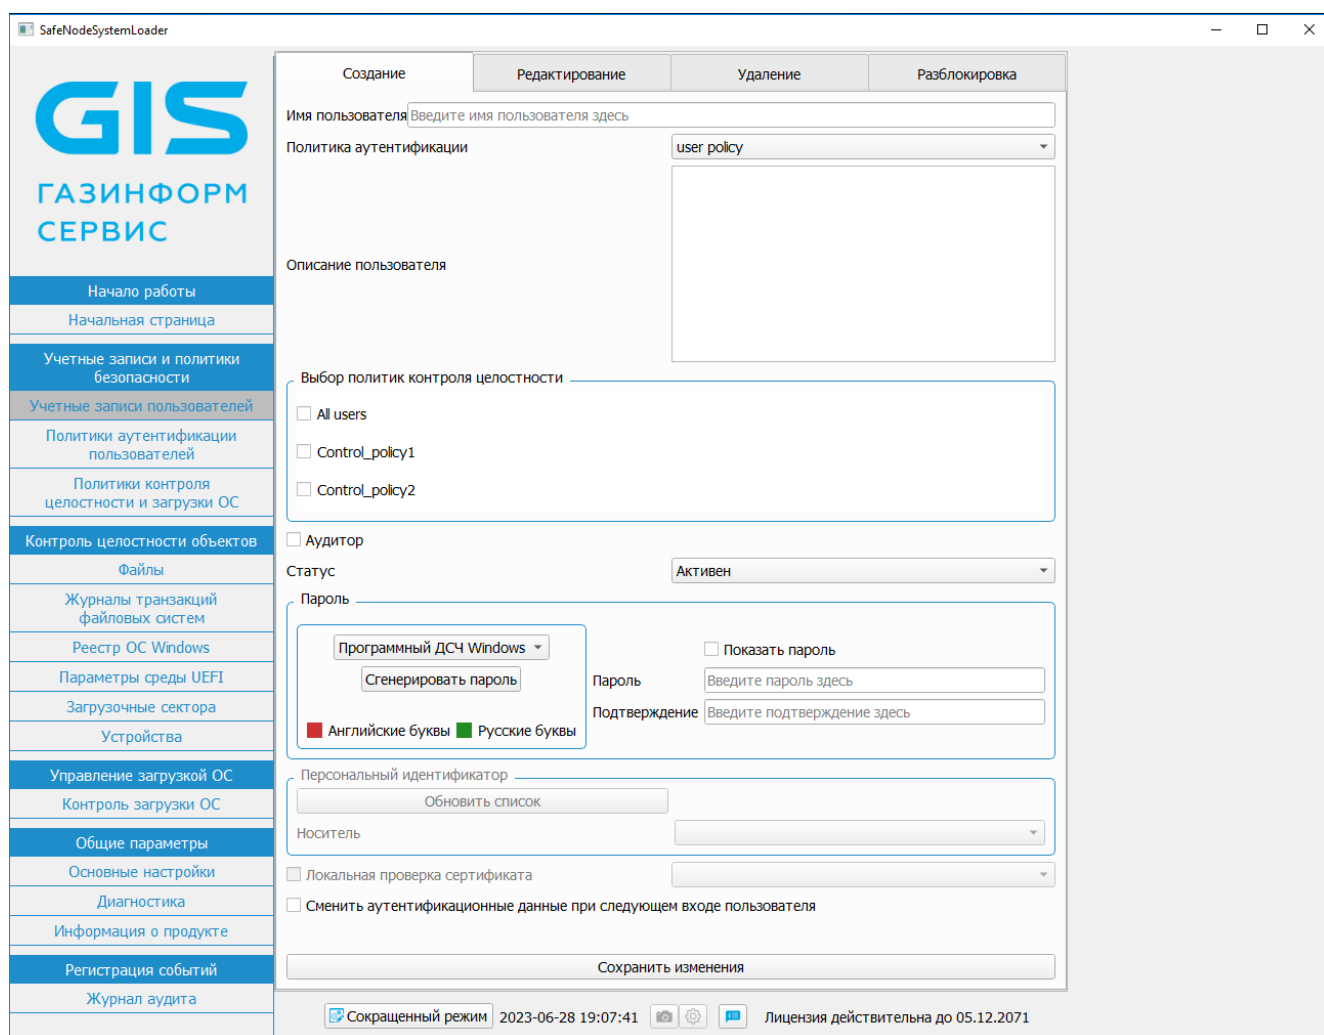 SafeNodeSystemLoader
GIS
ГАЗИНФОРМ
СЕРВИС
Начало работы
Начальная страница
Учетные записи и политики
безопасности
Учетные записи пользователей
Политики аутентификации
пользователей
Политики контроля
целостности и загрузки ОС
Контроль целостности объектов
Файлы
Журналы транзакций
файловых систем
Реестр ОС Windows
Параметры среды UEFI
Загрузочные сектора
Устройства
Управление загрузкой ОС
Контроль загрузки ОС
Общие параметры
Основные настройки
Диагностика
Информация о продукте
Регистрация событий
Журнал аудита
Создание Редактирование Удаление Разблокировка
Имя пользователя Введите имя пользователя здесь
Политика аутентификации user policy
Описание пользователя
Выбор политик контроля целостности
All users
Control_policy1
Control_policy2
Аудитор
Статус Активен
Пароль
Программный ДСЧ Windows
Сгенерировать пароль
Английские буквы Русские буквы
Показать пароль
Пароль Введите пароль здесь
Подтверждение Введите подтверждение здесь
Персональный идентификатор
Обновить список
Носитель
Локальная проверка сертификата
Сменить аутентификационные данные при следующем входе пользователя
Сохранить изменения
Сокращенный режим 2023-06-28 19:07:41 Лицензия действительна до 05.12.2071